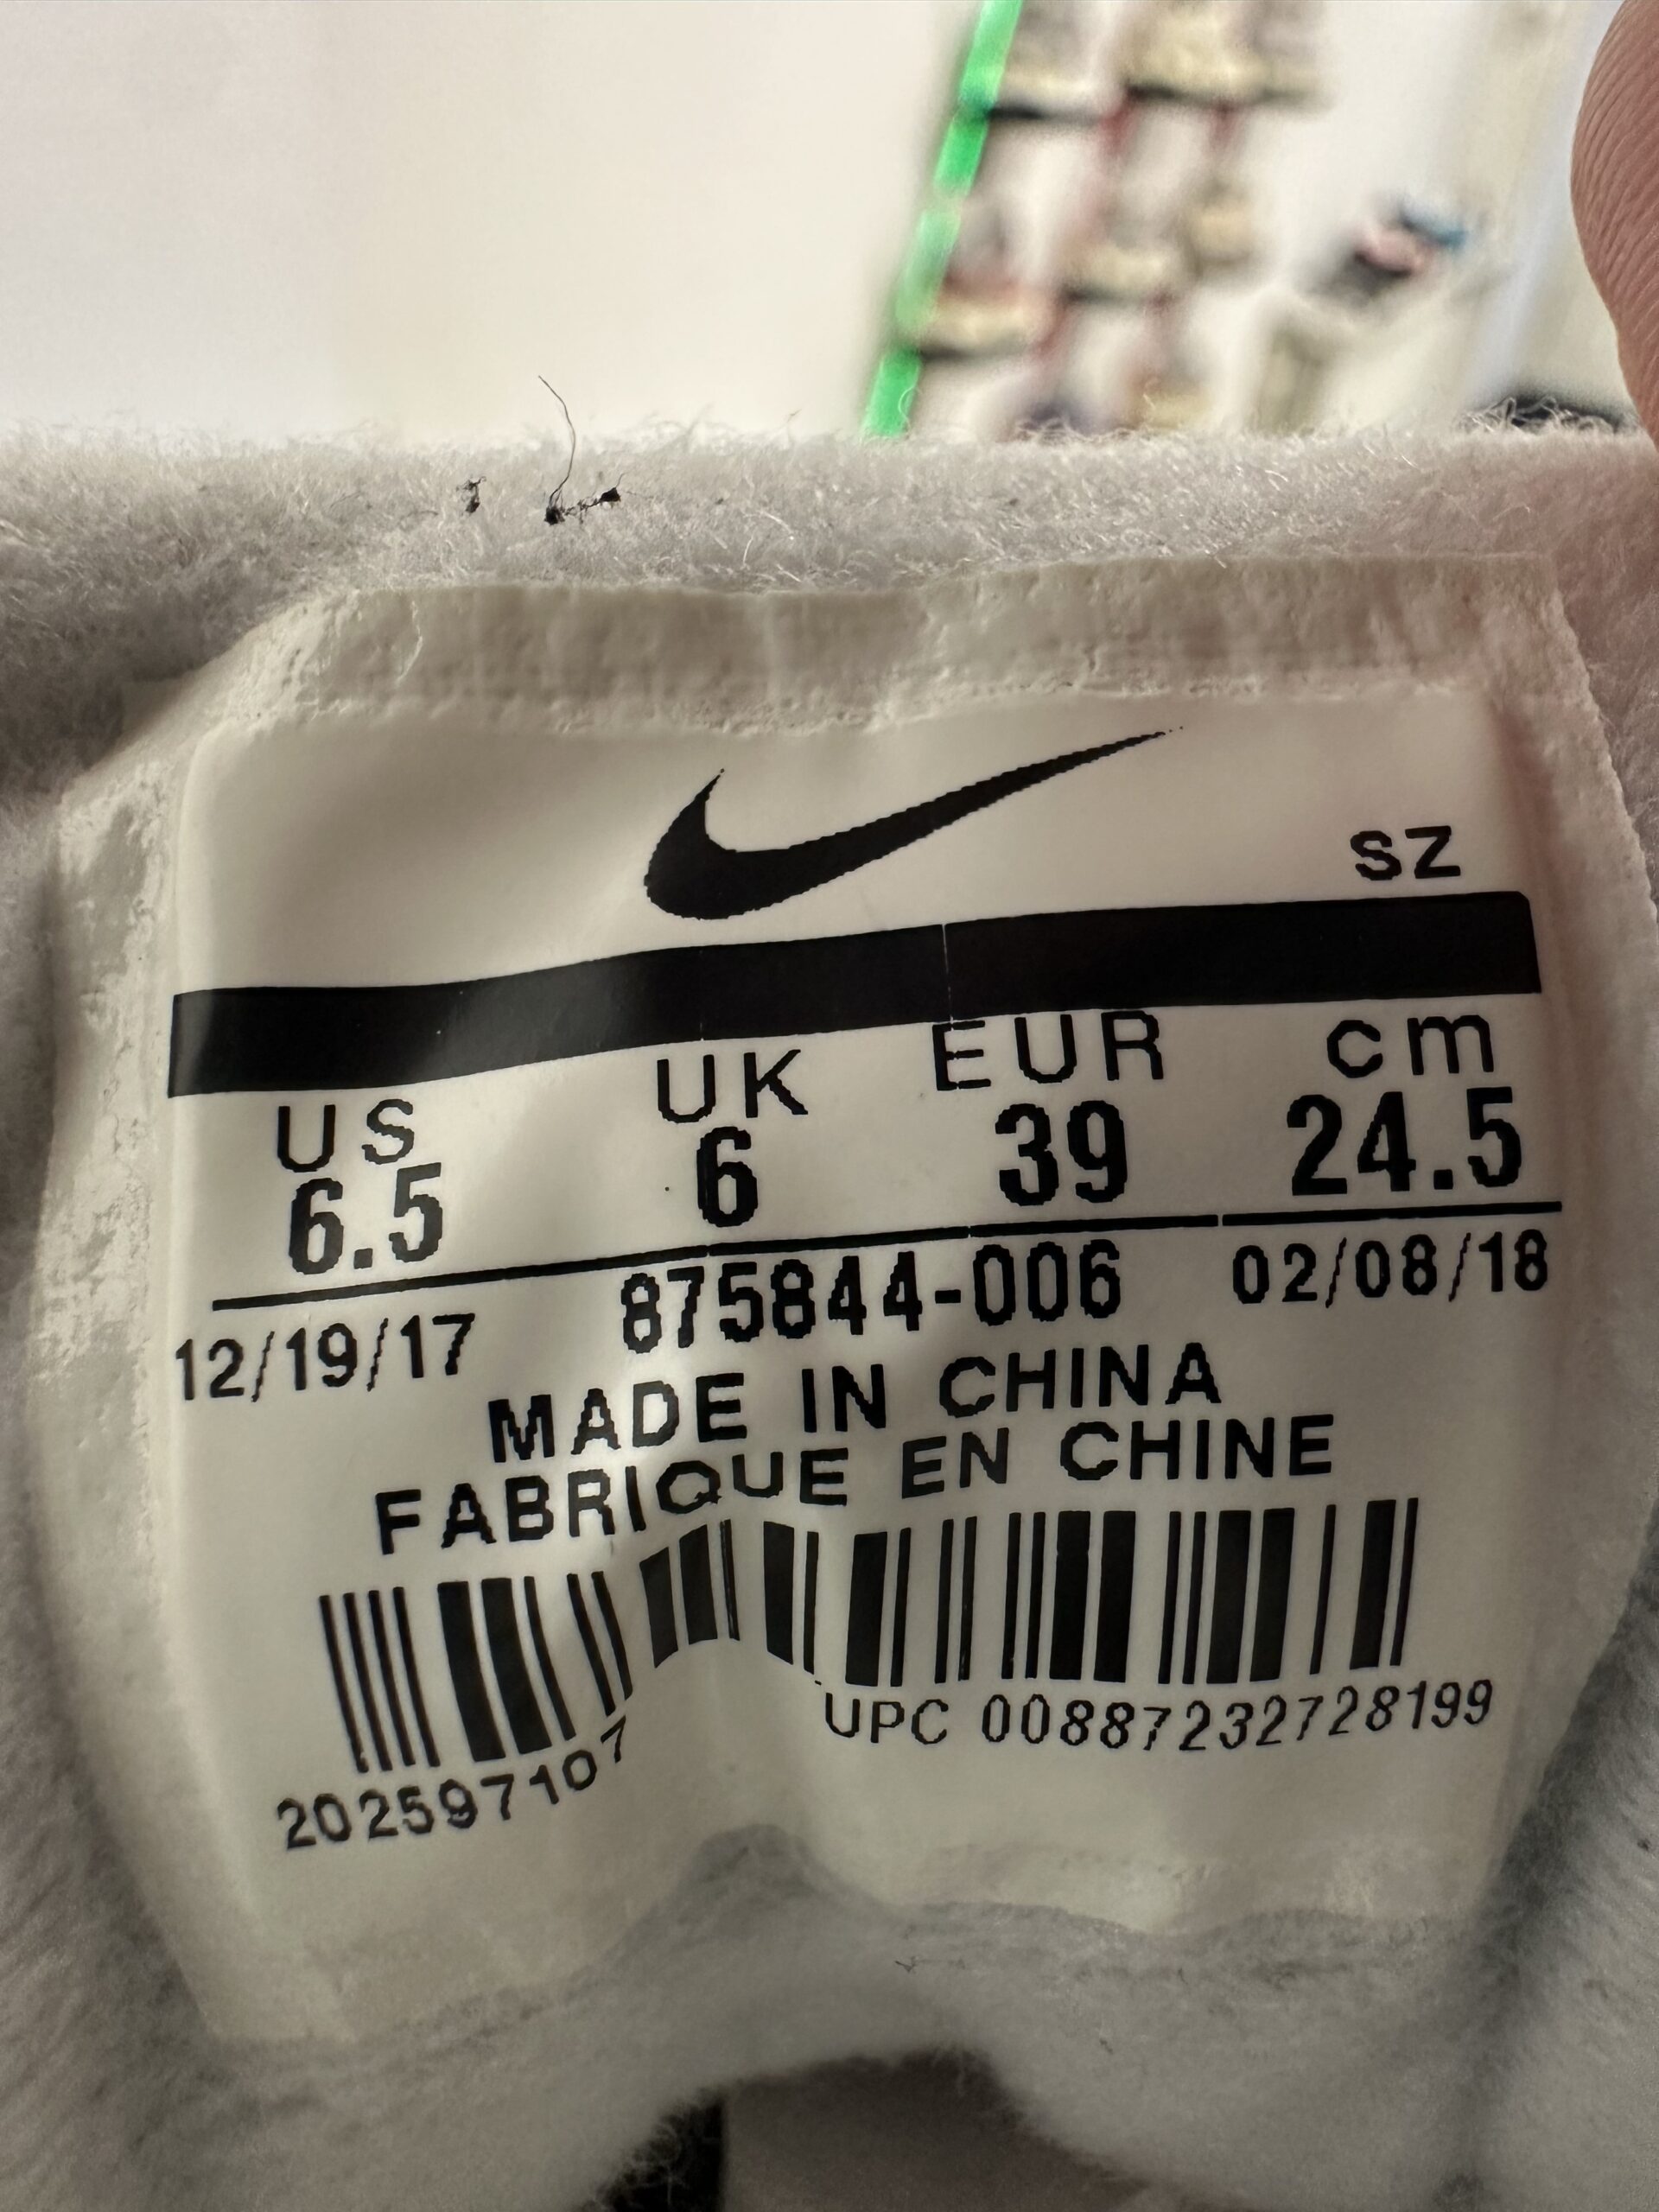 SZ
US UK EUR cm
6.5 6 39 24.5
12/19/17 875844-006 02/08/18
MADE IN CHINA
FABRIQUE EN CHINE
2025971077 UPC 00887232728199